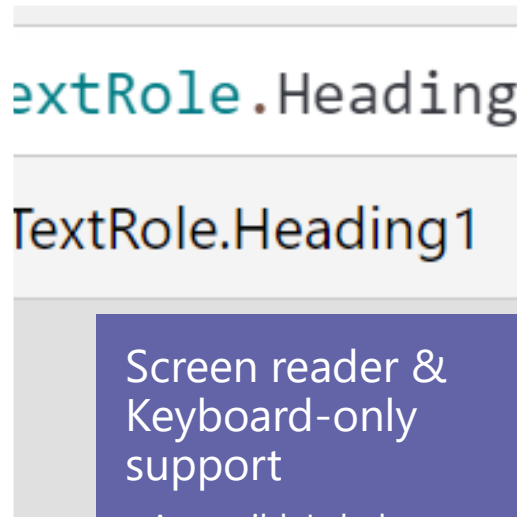 extRole.Heading
TextRole.Heading1
Screen reader &
Keyboard-only
support